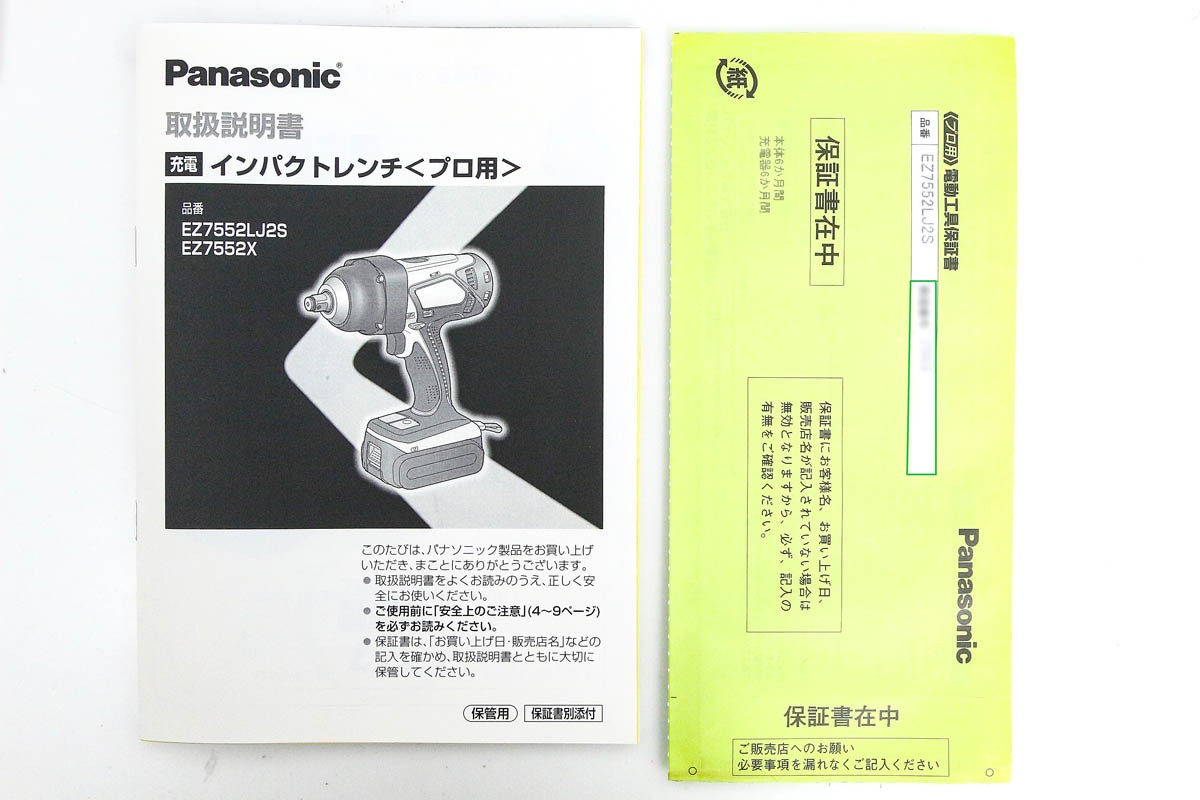 Panasonic®
取扱説明書
充電 インパクトレンチ<プロ用>
品番
EZ7552LJ2S
EZ7552X
このたびは、パナソニック製品をお買い上げ
いただき、まことにありがとうございます。
● 取扱説明書をよくお読みのうえ、正しく安
全にお使いください。
● ご使用前に「安全上のご注意」(4〜9ページ)
を必ずお読みください。
● 保証書は、「お買い上げ日・販売店名」などの
記入を確かめ、取扱説明書とともに大切に
保管してください。
保管用 保証書別添付
《プロ用》電動工具保証書
品番 EZ7552LJ2S
Panasonic
紙
保証書在中
本体6か月間
充電器6か月間
保証書にお客様名、お買い上げ日、
販売店名が記入されていない場合は
無効となりますから、必ず、記入の
有無をご確認ください。
保証書在中
ご販売店へのお願い
必要事項を漏れなくご記入ください